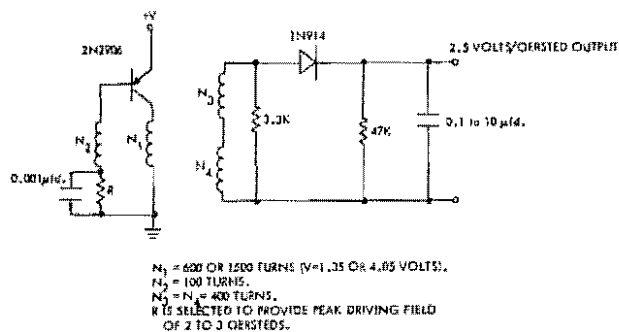 +V
2N2906
1N914
2.5 VOLTS/OERSTED OUTPUT
N3
3.3K
N2
N1
47K
0.1 to 10 μfd.
0.001μfd.
R
N4
N1 = 600 OR 1500 TURNS (V=1.35 OR 4.05 VOLTS).
N2 = 100 TURNS.
N3 = N4 = 400 TURNS.
R IS SELECTED TO PROVIDE PEAK DRIVING FIELD
OF 2 TO 3 OERSTEDS.